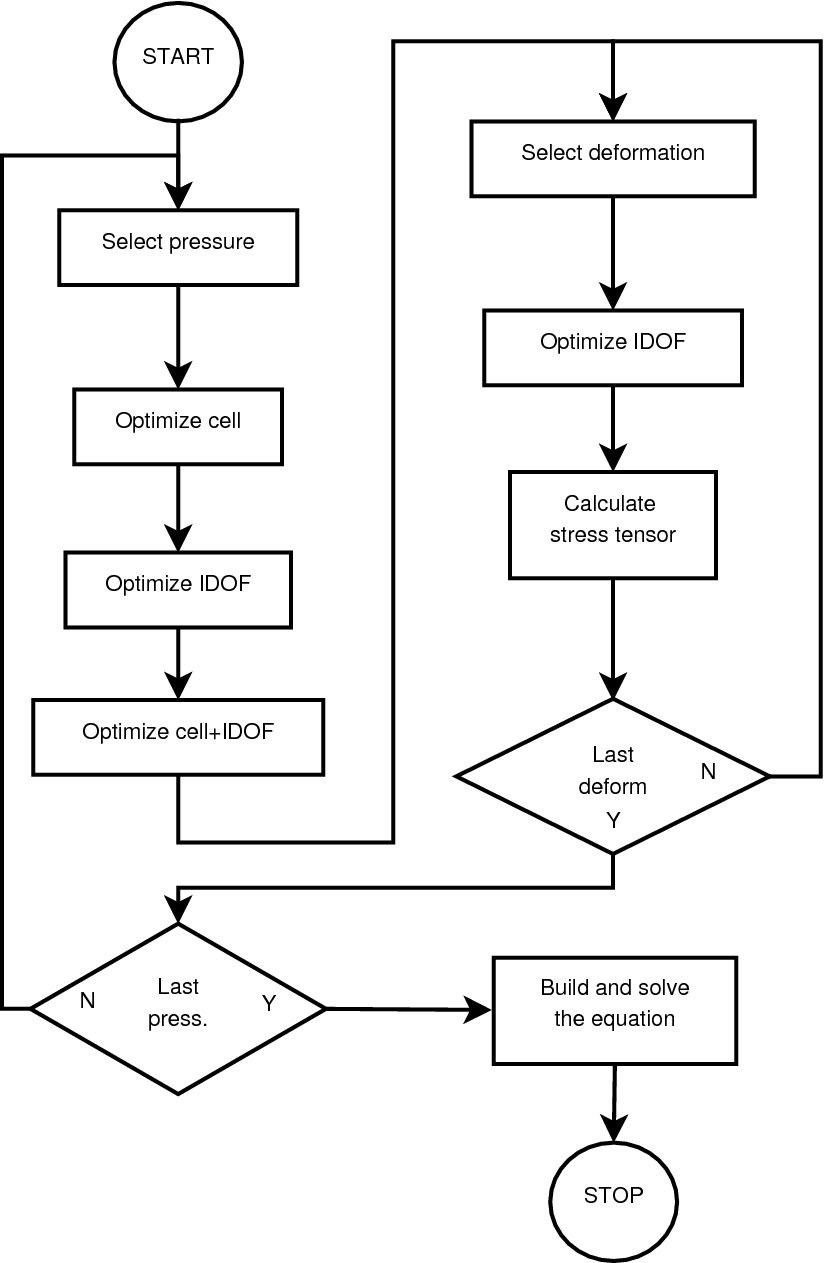 START
Select pressure
Optimize cell
Optimize IDOF
Optimize cell+IDOF
Select deformation
Optimize IDOF
Calculate
stress tensor
Last
deform
N
Y
Last
press.
N
Y
Build and solve
the equation
STOP